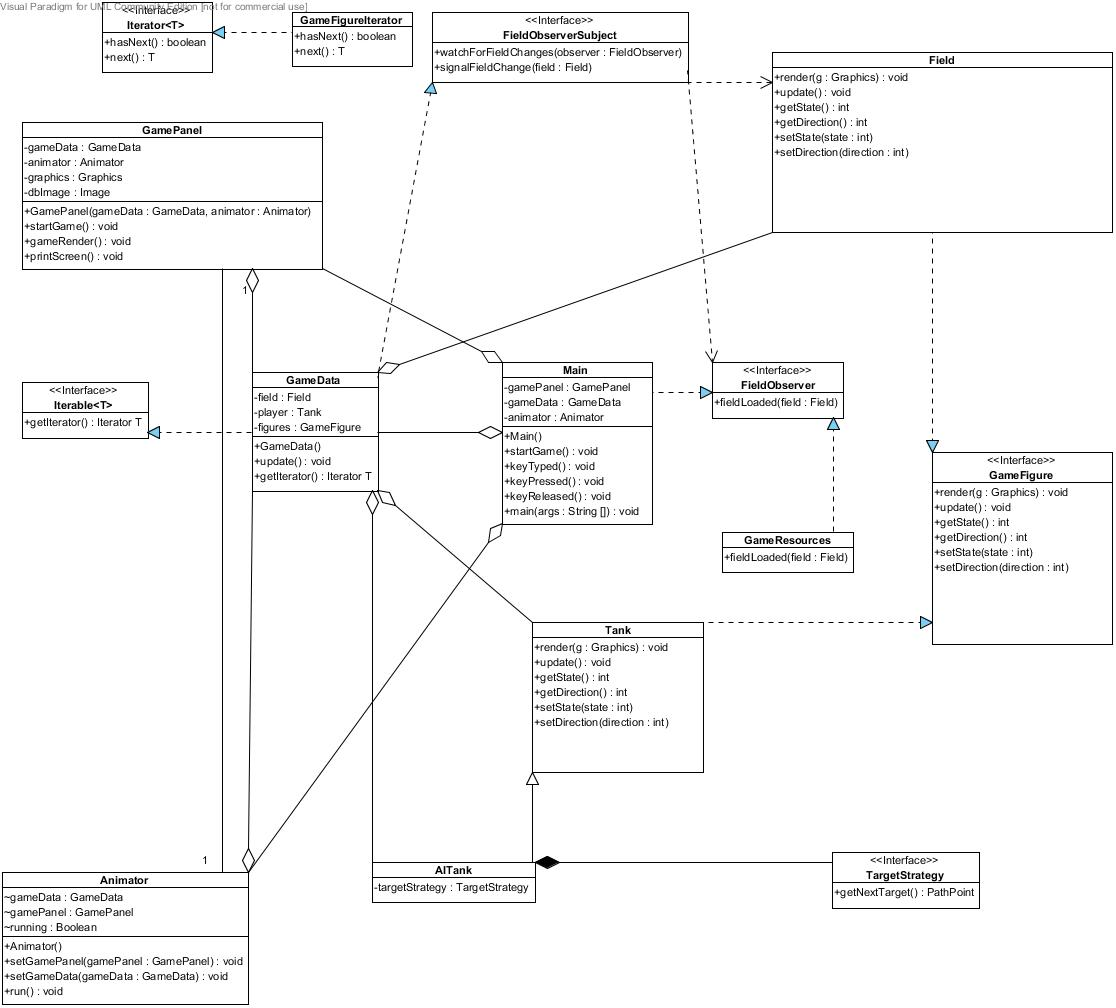 Visual Paradigm for UML Community Edition [not for commercial use]
<<Interface>>
Iterator<T>
+hasNext() : boolean
+next() : T
GameFigureIterator
+hasNext() : boolean
+next() : T
<<Interface>>
FieldObserverSubject
+watchForFieldChanges(observer : FieldObserver)
+signalFieldChange(field : Field)
Field
+render(g : Graphics) : void
+update() : void
+getState() : int
+getDirection() : int
+setState(state : int)
+setDirection(direction : int)
GamePanel
-gameData : GameData
-animator : Animator
-graphics : Graphics
-dbImage : Image
+GamePanel(gameData : GameData, animator : Animator)
+startGame() : void
+gameRender() : void
+printScreen() : void
1
<<Interface>>
Iterable<T>
+getIterator() : Iterator T
GameData
-field : Field
-player : Tank
-figures : GameFigure
+GameData()
+update() : void
+getIterator() : Iterator T
Main
-gamePanel : GamePanel
-gameData : GameData
-animator : Animator
+Main()
+startGame() : void
+keyTyped() : void
+keyPressed() : void
+keyReleased() : void
+main(args : String []) : void
<<Interface>>
FieldObserver
+fieldLoaded(field : Field)
GameResources
+fieldLoaded(field : Field)
<<Interface>>
GameFigure
+render(g : Graphics) : void
+update() : void
+getState() : int
+getDirection() : int
+setState(state : int)
+setDirection(direction : int)
Tank
+render(g : Graphics) : void
+update() : void
+getState() : int
+getDirection() : int
+setState(state : int)
+setDirection(direction : int)
1
Animator
~gameData : GameData
~gamePanel : GamePanel
~running : Boolean
+Animator()
+setGamePanel(gamePanel : GamePanel) : void
+setGameData(gameData : GameData) : void
+run() : void
AITank
-targetStrategy : TargetStrategy
<<Interface>>
TargetStrategy
+getNextTarget() : PathPoint